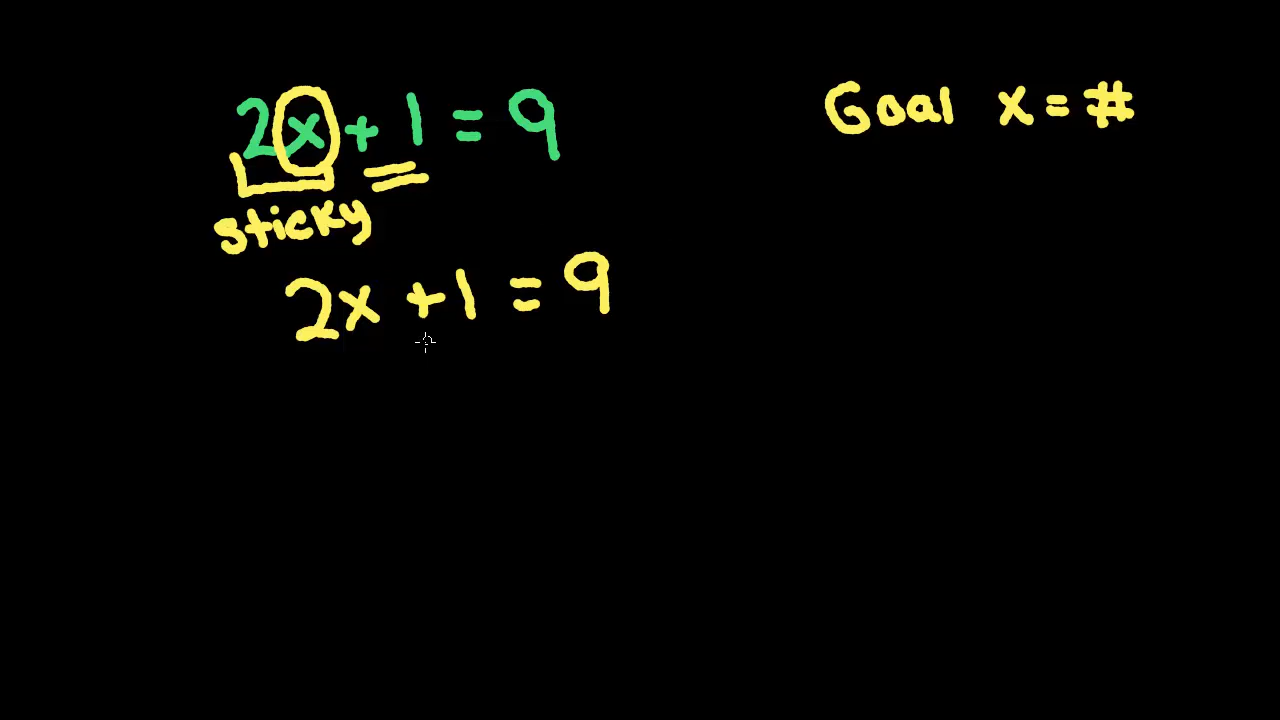 2x + 1 = 9
Goal x = #
sticky
2x + 1 = 9